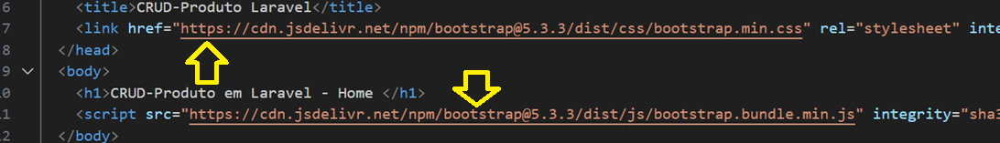 6 <title>CRUD-Produto Laravel</title>
7 <link href="https://cdn.jsdelivr.net/npm/bootstrap@5.3.3/dist/css/bootstrap.min.css" rel="stylesheet" inte
8 </head>
9 <body>
10 <h1>CRUD-Produto em Laravel - Home </h1>
11 <script src="https://cdn.jsdelivr.net/npm/bootstrap@5.3.3/dist/js/bootstrap.bundle.min.js" integrity="sha3
12 </body>